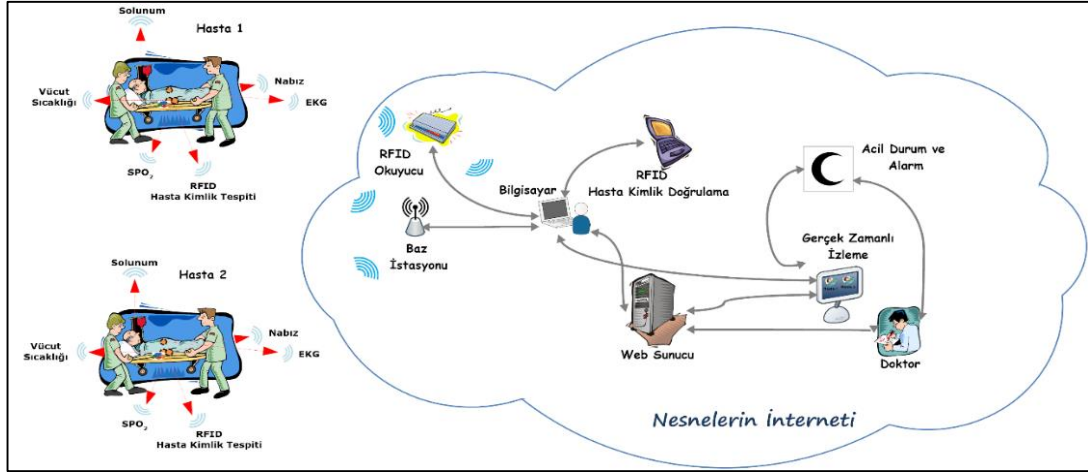 Solunum
Hasta 1
Nabız
EKG
Vücut
Sıcaklığı
SPO2
RFID
Hasta Kimlik Tespiti
Solunum
Hasta 2
Nabız
EKG
Vücut
Sıcaklığı
SPO2
RFID
Hasta Kimlik Tespiti
RFID
Okuyucu
Baz
İstasyonu
Bilgisayar
RFID
Hasta Kimlik Doğrulama
Acil Durum ve
Alarm
Gerçek Zamanlı
İzleme
Web Sunucu
Doktor
Nesnelerin İnterneti